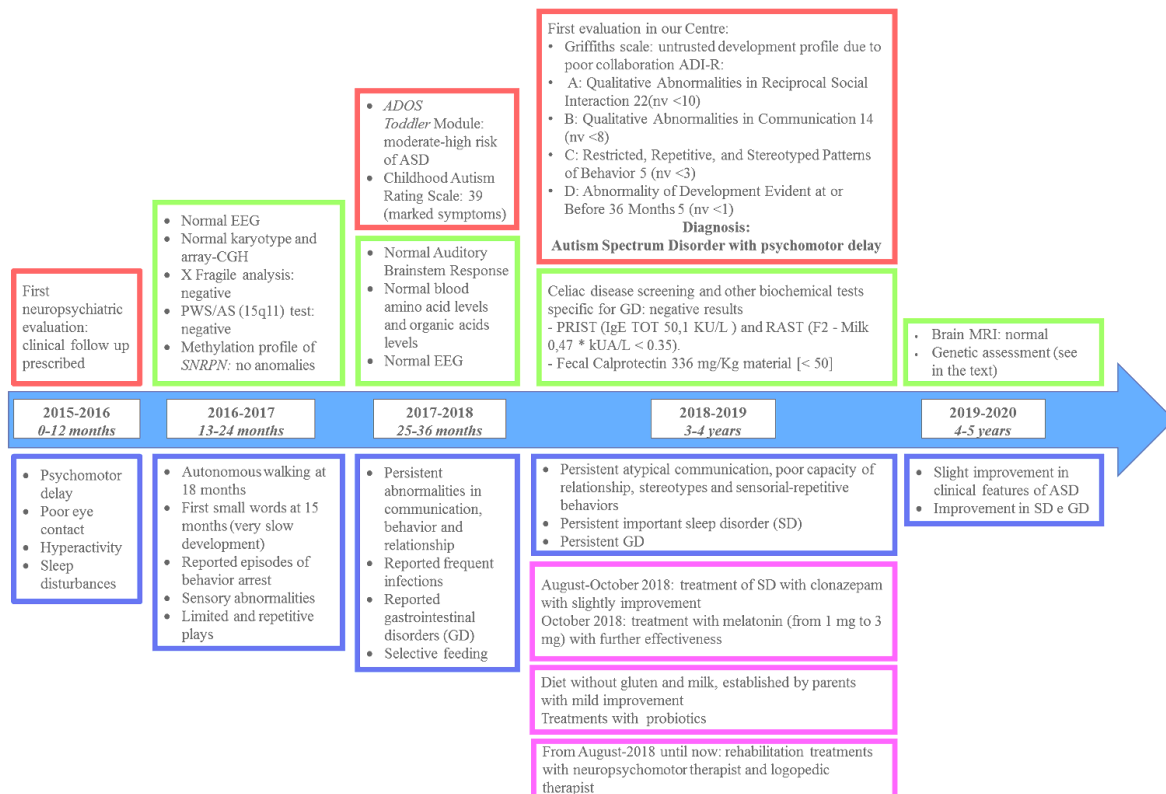 First
neuropsychiatric
evaluation:
clinical follow up
prescribed
• Normal EEG
• Normal karyotype and
array-CGH
• X Fragile analysis:
negative
• PWS/AS (15q11) test:
negative
• Methylation profile of
SNRPN: no anomalies
• ADOS
Toddler Module:
moderate-high risk
of ASD
• Childhood Autism
Rating Scale: 39
(marked symptoms)
• Normal Auditory
Brainstem Response
• Normal blood
amino acid levels
and organic acids
levels
• Normal EEG
First evaluation in our Centre:
• Griffiths scale: untrusted development profile due to
poor collaboration ADI-R:
• A: Qualitative Abnormalities in Reciprocal Social
Interaction 22(nv <10)
• B: Qualitative Abnormalities in Communication 14
(nv <8)
• C: Restricted, Repetitive, and Stereotyped Patterns
of Behavior 5 (nv <3)
• D: Abnormality of Development Evident at or
Before 36 Months 5 (nv <1)
Diagnosis:
Autism Spectrum Disorder with psychomotor delay
Celiac disease screening and other biochemical tests
specific for GD: negative results
- PRIST (IgE TOT 50,1 KU/L ) and RAST (F2 - Milk
0,47 * kUA/L < 0.35).
- Fecal Calprotectin 336 mg/Kg material [< 50]
• Brain MRI: normal
• Genetic assessment (see
in the text)
2015-2016
0-12 months
2016-2017
13-24 months
2017-2018
25-36 months
2018-2019
3-4 years
2019-2020
4-5 years
• Psychomotor
delay
• Poor eye
contact
• Hyperactivity
• Sleep
disturbances
• Autonomous walking at
18 months
• First small words at 15
months (very slow
development)
• Reported episodes of
behavior arrest
• Sensory abnormalities
• Limited and repetitive
plays
• Persistent
abnormalities in
communication,
behavior and
relationship
• Reported frequent
infections
• Reported
gastrointestinal
disorders (GD)
• Selective feeding
• Persistent atypical communication, poor capacity of
relationship, stereotypes and sensorial-repetitive
behaviors
• Persistent important sleep disorder (SD)
• Persistent GD
• Slight improvement in
clinical features of ASD
• Improvement in SD e GD
August-October 2018: treatment of SD with clonazepam
with slightly improvement
October 2018: treatment with melatonin (from 1 mg to 3
mg) with further effectiveness
Diet without gluten and milk, established by parents
with mild improvement
Treatments with probiotics
From August-2018 until now: rehabilitation treatments
with neuropsychomotor therapist and logopedic
therapist